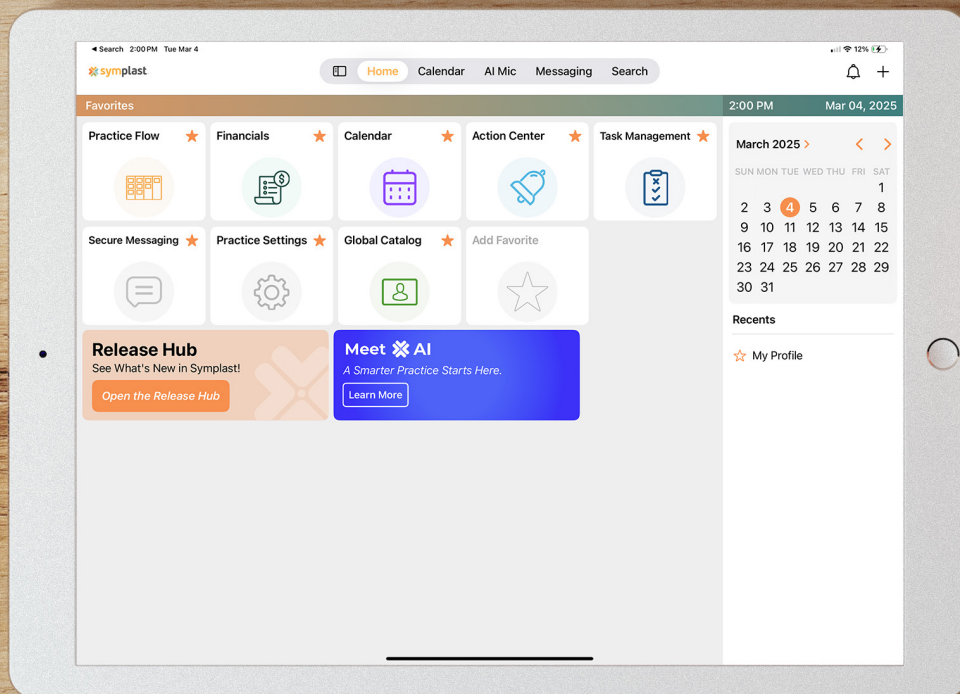 ◀ Search 2:00 PM Tue Mar 4
12%
symplast
Home Calendar AI Mic Messaging Search
Favorites
2:00 PM Mar 04, 2025
Practice Flow
Financials
Calendar
Action Center
Task Management
Secure Messaging
Practice Settings
Global Catalog
Add Favorite
Release Hub
See What's New in Symplast!
Open the Release Hub
Meet AI
A Smarter Practice Starts Here.
Learn More
March 2025
SUN MON TUE WED THU FRI SAT
1
2 3 4 5 6 7 8
9 10 11 12 13 14 15
16 17 18 19 20 21 22
23 24 25 26 27 28 29
30 31
Recents
My Profile